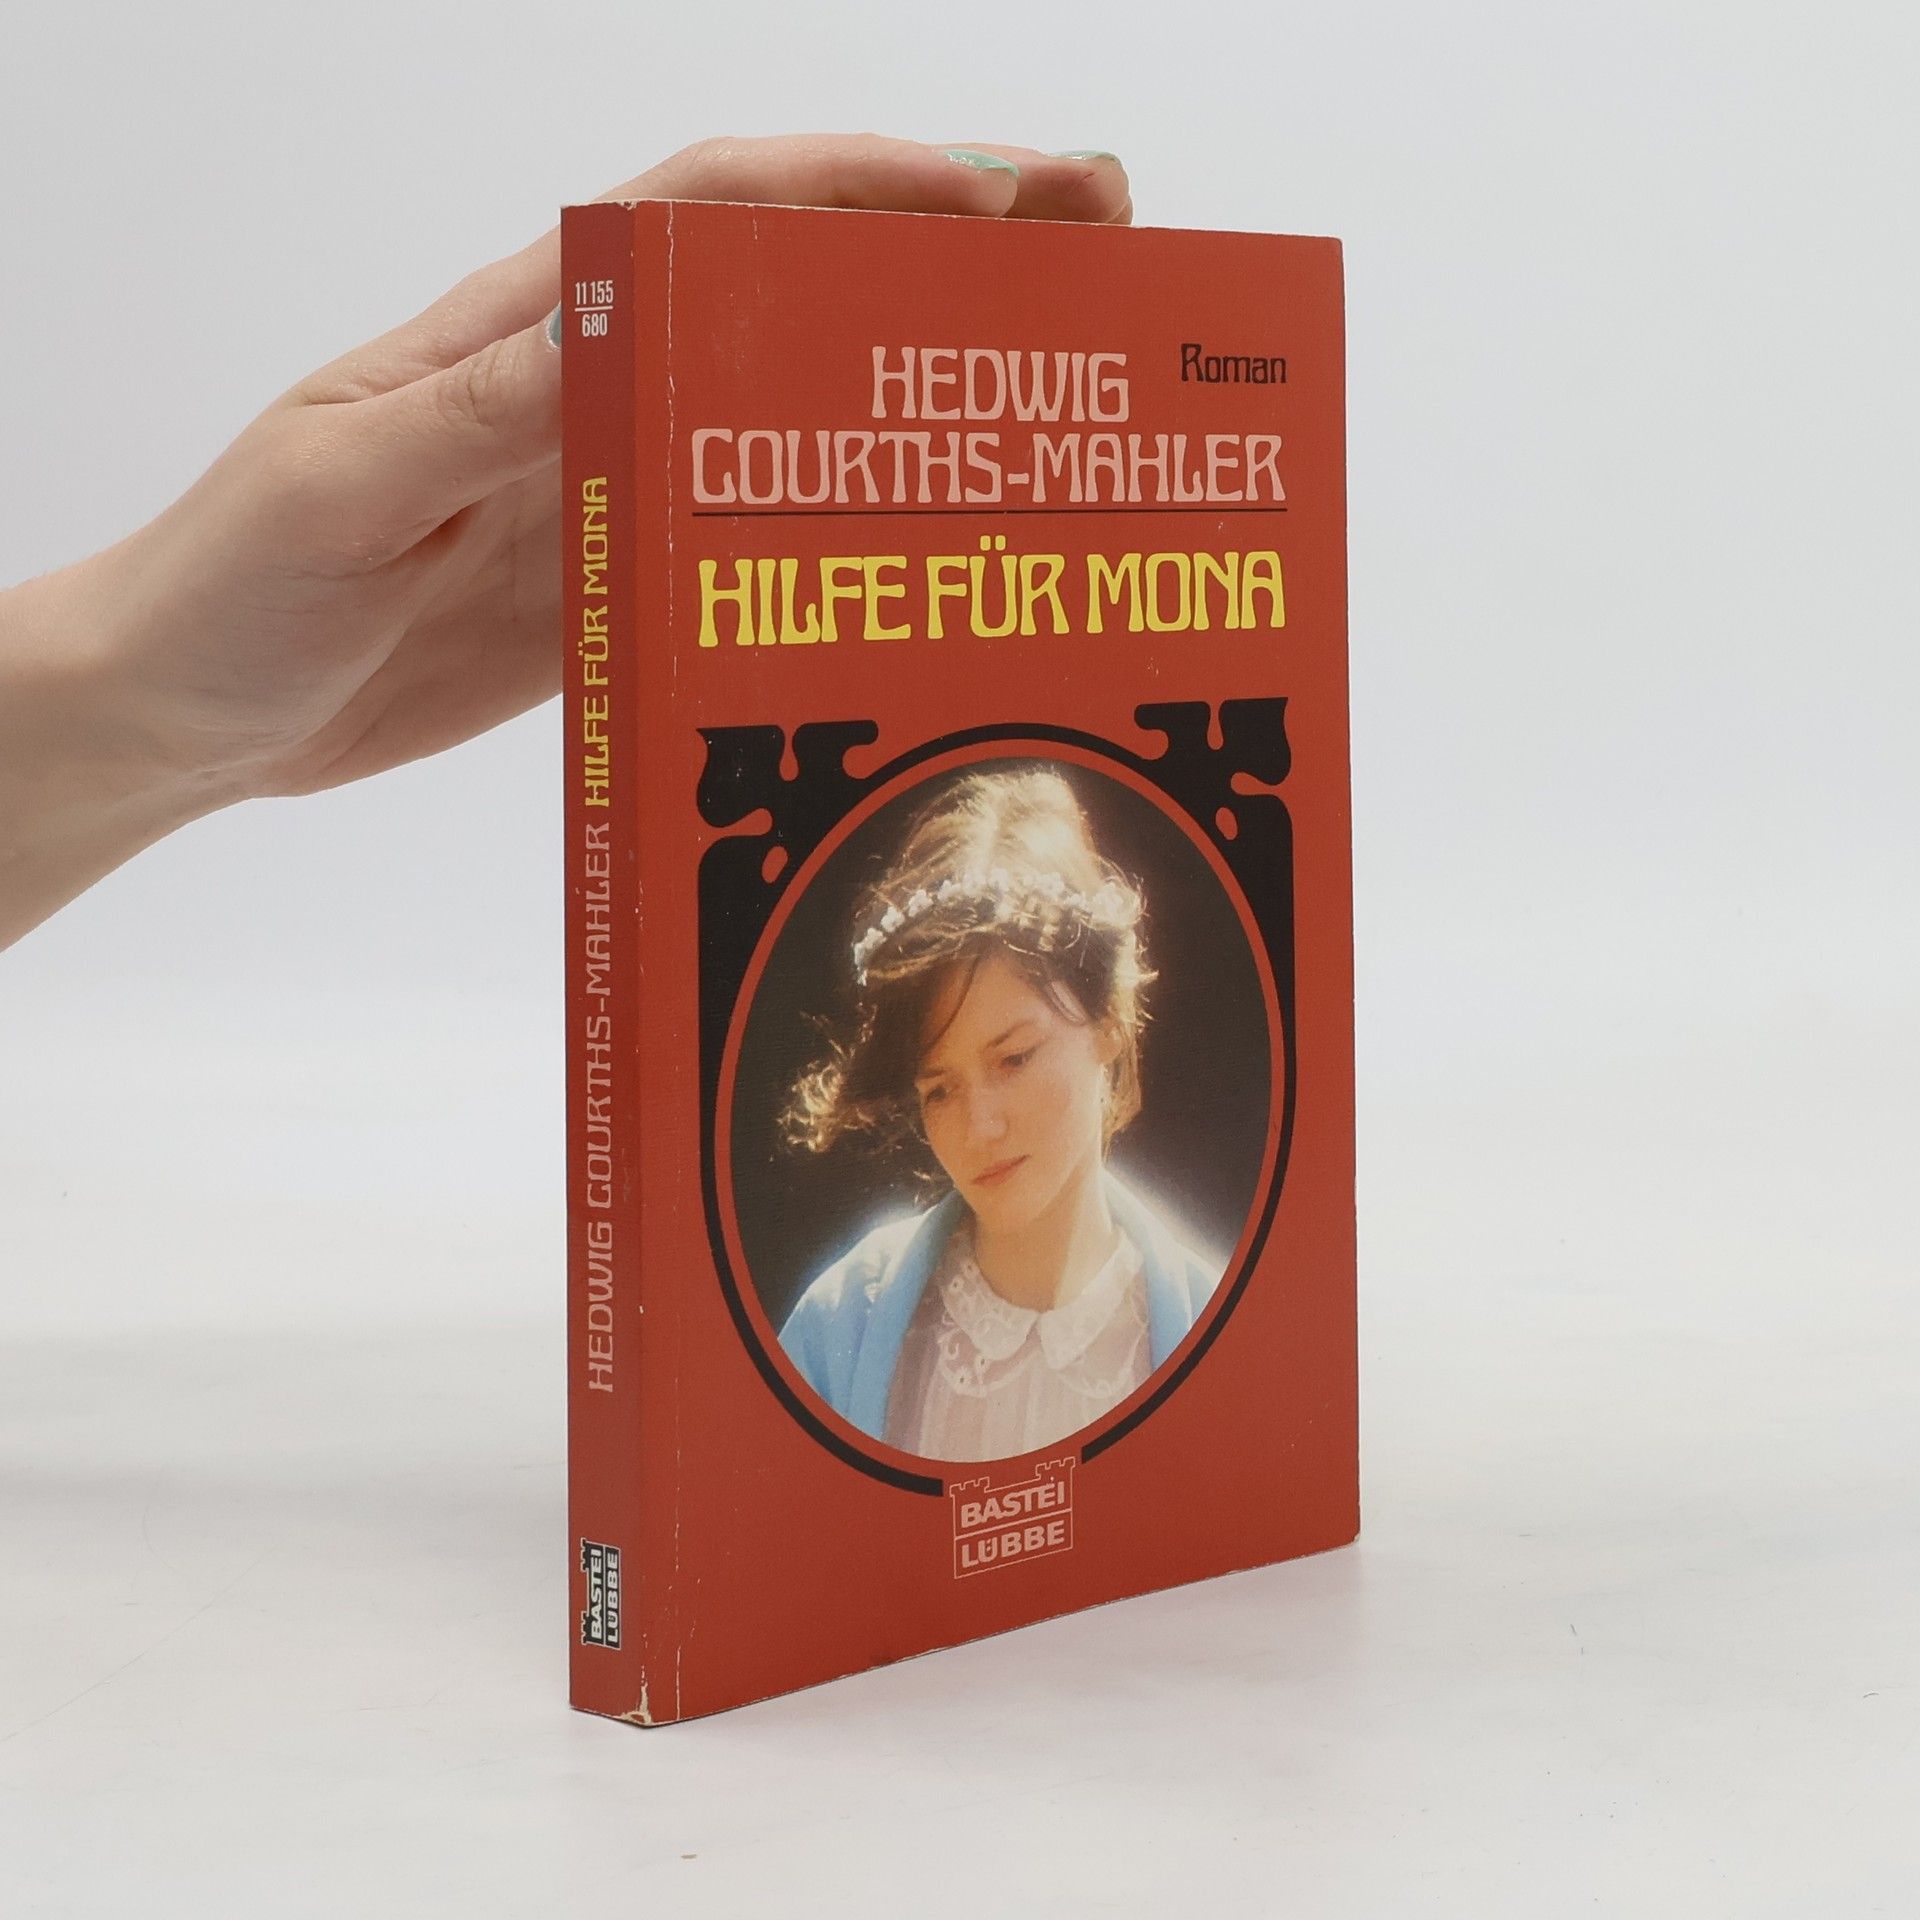 11155
680
HEDWIG COURTHS-MAHLER HILFE FÜR MONA
BASTEI
LÜBBE
Roman
HEDWIG
COURTHS-MAHLER
HILFE FÜR MONA
BASTEI
LÜBBE